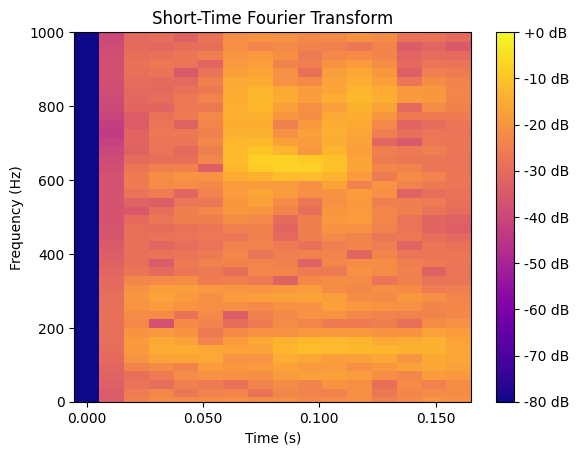 Short-Time Fourier Transform
1000
800
600
400
200
0
Frequency (Hz)
0.000
0.050
0.100
0.150
Time (s)
+0 dB
-10 dB
-20 dB
-30 dB
-40 dB
-50 dB
-60 dB
-70 dB
-80 dB